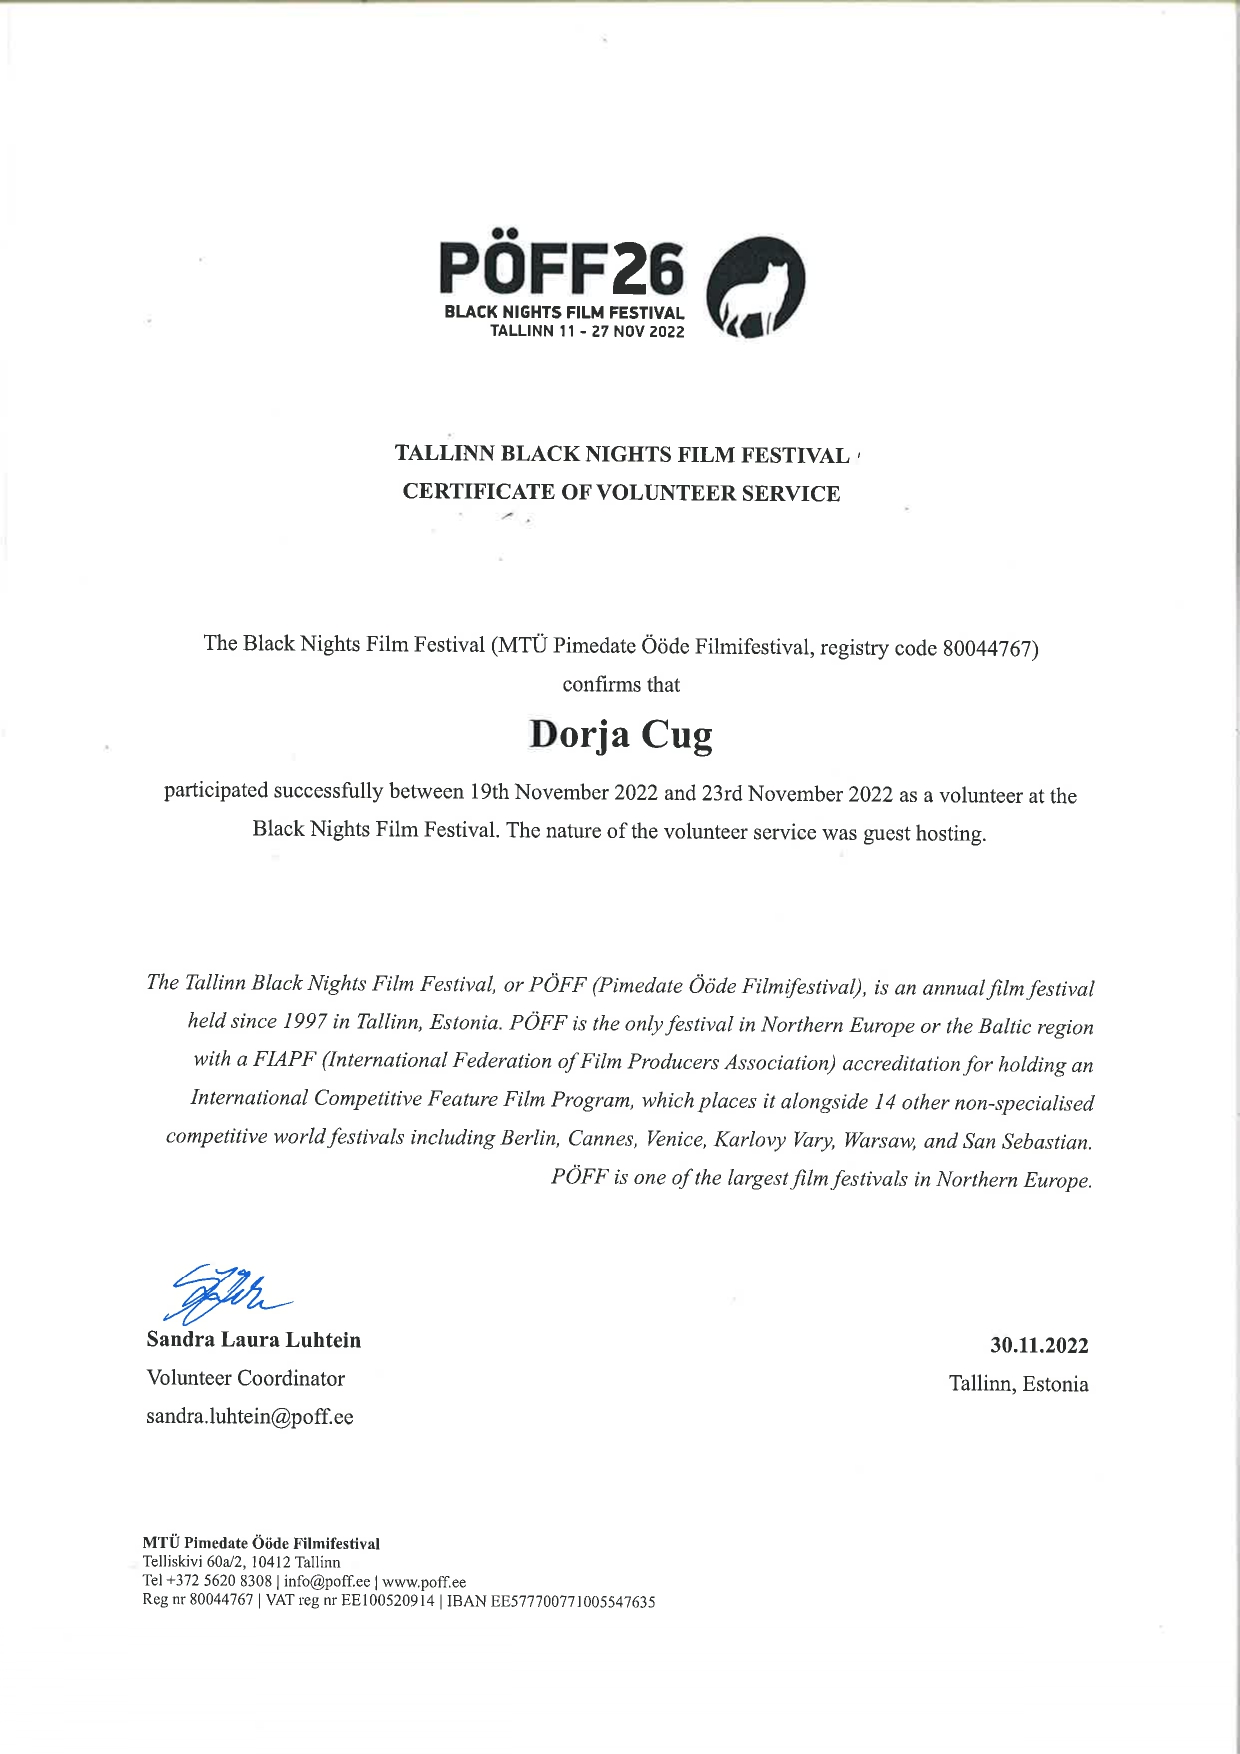 PÖFF26
BLACK NIGHTS FILM FESTIVAL
TALLINN 11 - 27 NOV 2022
TALLINN BLACK NIGHTS FILM FESTIVAL
CERTIFICATE OF VOLUNTEER SERVICE
The Black Nights Film Festival (MTÜ Pimedate Ööde Filmifestival, registry code 80044767)
confirms that
Dorja Cug
participated successfully between 19th November 2022 and 23rd November 2022 as a volunteer at the
Black Nights Film Festival. The nature of the volunteer service was guest hosting.
The Tallinn Black Nights Film Festival, or PÖFF (Pimedate Ööde Filmifestival), is an annual film festival
held since 1997 in Tallinn, Estonia. PÖFF is the only festival in Northern Europe or the Baltic region
with a FIAPF (International Federation of Film Producers Association) accreditation for holding an
International Competitive Feature Film Program, which places it alongside 14 other non-specialised
competitive world festivals including Berlin, Cannes, Venice, Karlovy Vary, Warsaw, and San Sebastian.
PÖFF is one of the largest film festivals in Northern Europe.
Sandra Laura Luhtein
Volunteer Coordinator
sandra.luhtein@poff.ee
30.11.2022
Tallinn, Estonia
MTÜ Pimedate Ööde Filmifestival
Telliskivi 60a/2, 10412 Tallinn
Tel +372 5620 8308 | info@poff.ee | www.poff.ee
Reg nr 80044767 | VAT reg nr EE100520914 | IBAN EE577700771005547635